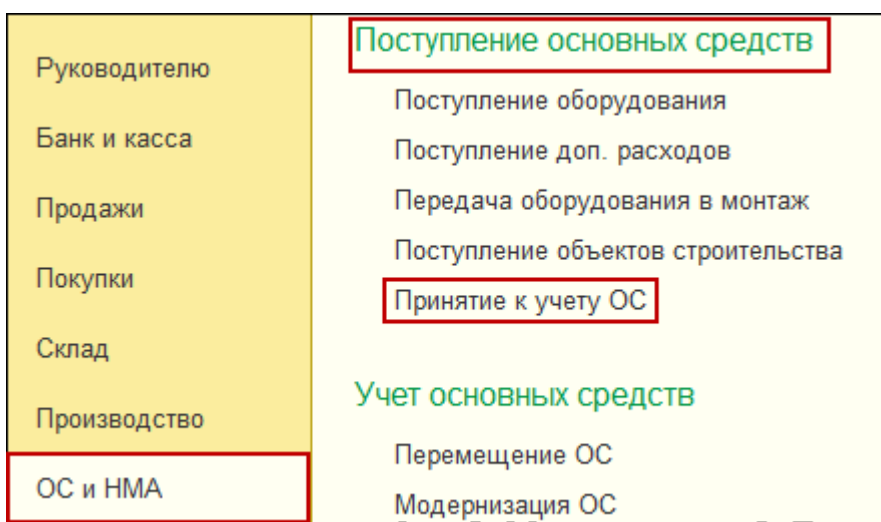 Руководителю
Банк и касса
Продажи
Покупки
Склад
Производство
ОС и НМА
Поступление основных средств
Поступление оборудования
Поступление доп. расходов
Передача оборудования в монтаж
Поступление объектов строительства
Принятие к учету ОС
Учет основных средств
Перемещение ОС
Модернизация ОС